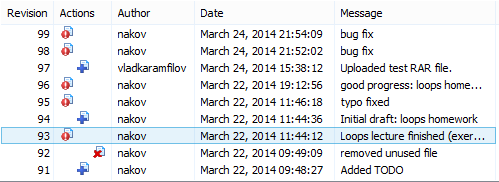 Revision Actions Author Date Message
99 nakov March 24, 2014 21:54:09 bug fix
98 nakov March 24, 2014 21:52:02 bug fix
97 vladkaramfilov March 24, 2014 15:38:12 Uploaded test RAR file.
96 nakov March 22, 2014 19:12:56 good progress: loops home...
95 nakov March 22, 2014 11:46:18 typo fixed
94 nakov March 22, 2014 11:44:36 Initial draft: loops homework
93 nakov March 22, 2014 11:44:12 Loops lecture finished (exer...
92 nakov March 22, 2014 09:49:09 removed unused file
91 nakov March 22, 2014 09:48:27 Added TODO